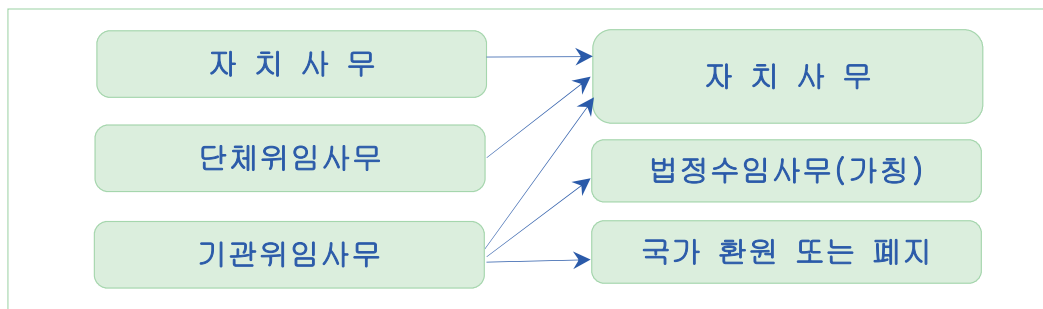 자 치 사 무
단체위임사무
기관위임사무
자 치 사 무
법정수임사무(가칭)
국가 환원 또는 폐지